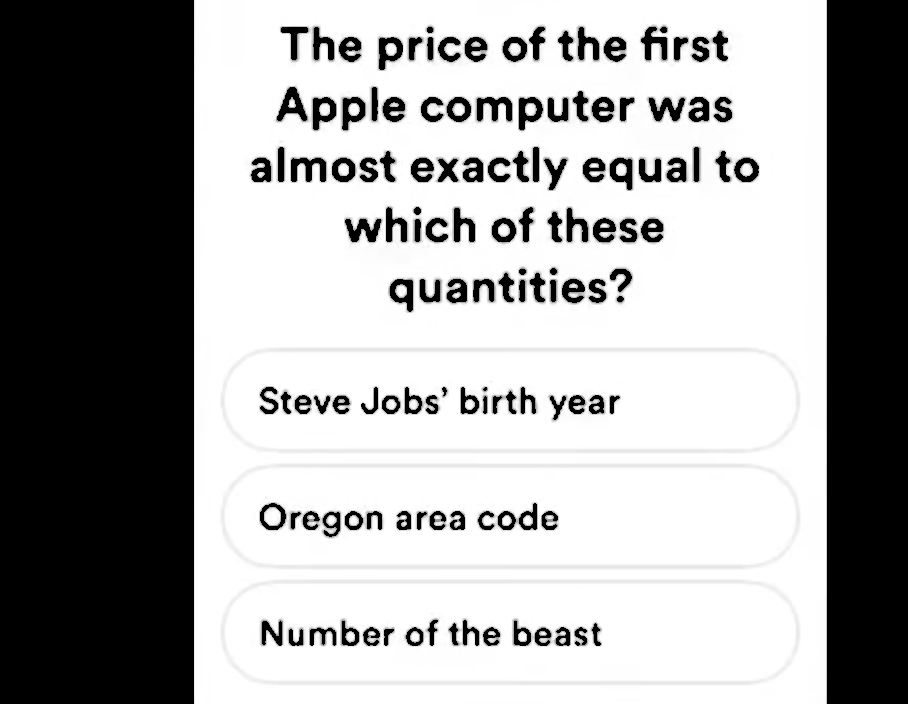 The price of the first
Apple computer was
almost exactly equal to
which of these
quantities?
Steve Jobs’ birth year
Oregon area code
Number of the beast